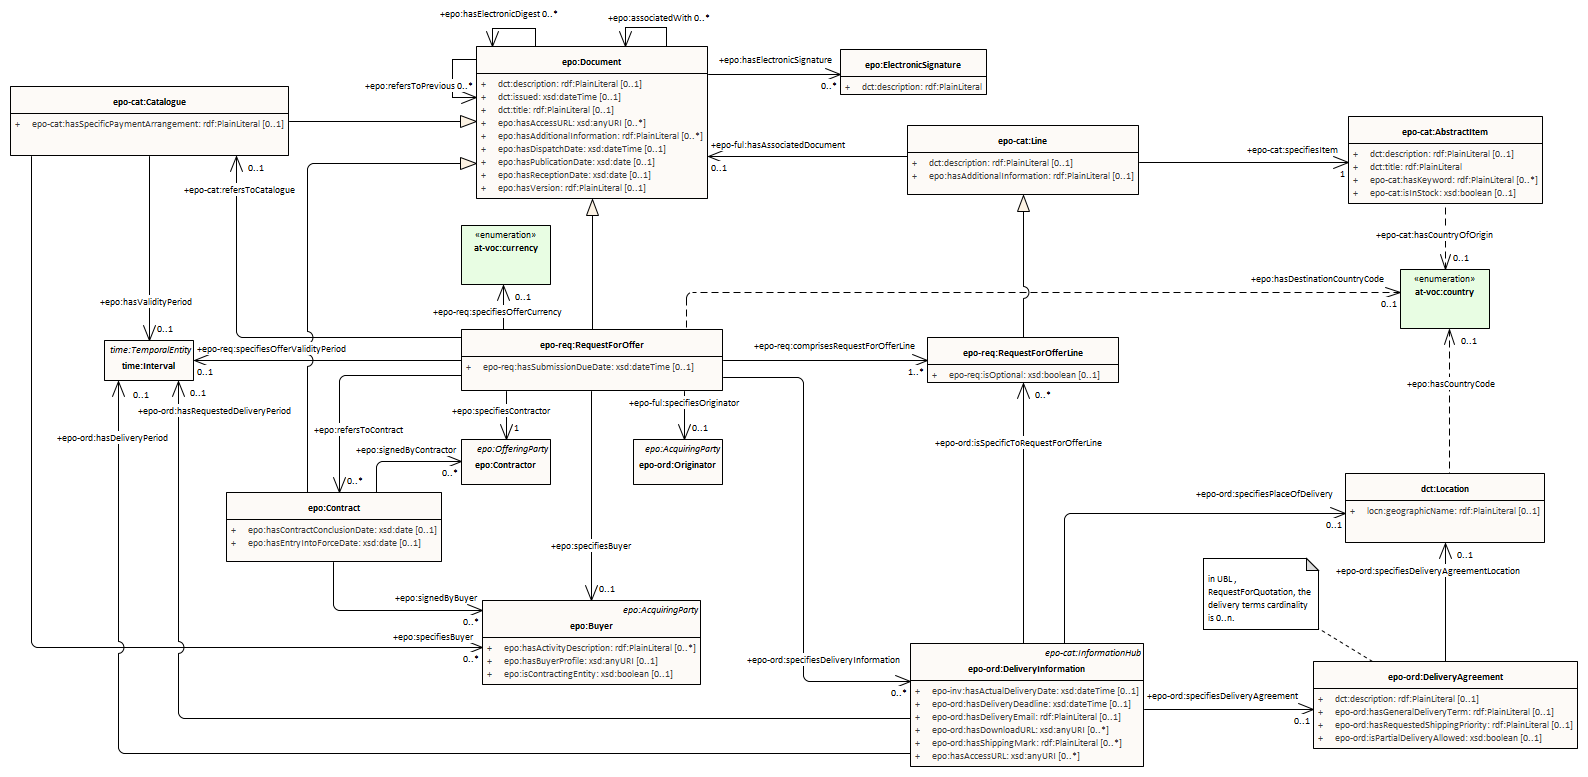 +epo:hasElectronicDigest 0..*
+epo:associatedWith 0..*
epo:Document
+ dct:description: rdf:PlainLiteral [0..1]
+ dct:issued: xsd:dateTime [0..1]
+ dct:title: rdf:PlainLiteral [0..1]
+ epo:hasAccessURL: xsd:anyURI [0..*]
+ epo:hasAdditionalInformation: rdf:PlainLiteral [0..*]
+ epo:hasDispatchDate: xsd:dateTime [0..1]
+ epo:hasPublicationDate: xsd:date [0..1]
+ epo:hasReceptionDate: xsd:date [0..1]
+ epo:hasVersion: rdf:PlainLiteral [0..1]
+epo:refersToPrevious 0..*
+epo:hasElectronicSignature
0..*
epo:ElectronicSignature
+ dct:description: rdf:PlainLiteral
epo-cat:Catalogue
+ epo-cat:hasSpecificPaymentArrangement: rdf:PlainLiteral [0..1]
0..1
+epo-cat:refersToCatalogue
+epo-ful:hasAssociatedDocument
0..1
epo-cat:Line
+ dct:description: rdf:PlainLiteral [0..1]
+ epo:hasAdditionalInformation: rdf:PlainLiteral [0..1]
+epo-cat:specifiesItem
1
epo-cat:AbstractItem
+ dct:description: rdf:PlainLiteral [0..1]
+ dct:title: rdf:PlainLiteral
+ epo-cat:hasKeyword: rdf:PlainLiteral [0..*]
+ epo-cat:isInStock: xsd:boolean [0..1]
+epo-cat:hasCountryOfOrigin
0..1
«enumeration»
at-voc:currency
0..1
+epo-req:specifiesOfferCurrency
+epo:hasDestinationCountryCode
0..1
«enumeration»
at-voc:country
0..1
+epo:hasCountryCode
+epo:hasValidityPeriod
0..1
time:TemporalEntity
time:Interval
+epo-req:specifiesOfferValidityPeriod
0..1
epo-req:RequestForOffer
+ epo-req:hasSubmissionDueDate: xsd:dateTime [0..1]
+epo-req:comprisesRequestForOfferLine
1..*
epo-req:RequestForOfferLine
+ epo-req:isOptional: xsd:boolean [0..1]
0..*
+epo-ord:isSpecificToRequestForOfferLine
0..1
0..1
+epo-ord:hasRequestedDeliveryPeriod
+epo-ord:hasDeliveryPeriod
+epo:refersToContract
0..*
+epo:specifiesContractor
1
+epo-ful:specifiesOriginator
0..1
+epo:signedByContractor
0..*
epo:OfferingParty
epo:Contractor
epo:AcquiringParty
epo-ord:Originator
epo:Contract
+ epo:hasContractConclusionDate: xsd:date [0..1]
+ epo:hasEntryIntoForceDate: xsd:date [0..1]
+epo-ord:specifiesPlaceOfDelivery
0..1
dct:Location
+ locn:geographicName: rdf:PlainLiteral [0..1]
0..1
+epo-ord:specifiesDeliveryAgreementLocation
+epo:specifiesBuyer
0..1
in UBL ,
RequestForQuotation, the
delivery terms cardinality
is 0..n.
+epo:signedByBuyer
0..*
+epo:specifiesBuyer
0..*
epo:AcquiringParty
epo:Buyer
+ epo:hasActivityDescription: rdf:PlainLiteral [0..*]
+ epo:hasBuyerProfile: xsd:anyURI [0..1]
+ epo:isContractingEntity: xsd:boolean [0..1]
+epo-ord:specifiesDeliveryInformation
0..*
epo-cat:InformationHub
epo-ord:DeliveryInformation
+ epo-inv:hasActualDeliveryDate: xsd:dateTime [0..1]
+ epo-ord:hasDeliveryDeadline: xsd:dateTime [0..1]
+ epo-ord:hasDeliveryEmail: rdf:PlainLiteral [0..1]
+ epo-ord:hasDownloadURL: xsd:anyURI [0..*]
+ epo-ord:hasShippingMark: rdf:PlainLiteral [0..*]
+ epo:hasAccessURL: xsd:anyURI [0..*]
+epo-ord:specifiesDeliveryAgreement
0..1
epo-ord:DeliveryAgreement
+ dct:description: rdf:PlainLiteral [0..1]
+ epo-ord:hasGeneralDeliveryTerm: rdf:PlainLiteral [0..1]
+ epo-ord:hasRequestedShippingPriority: rdf:PlainLiteral [0..1]
+ epo-ord:isPartialDeliveryAllowed: xsd:boolean [0..1]